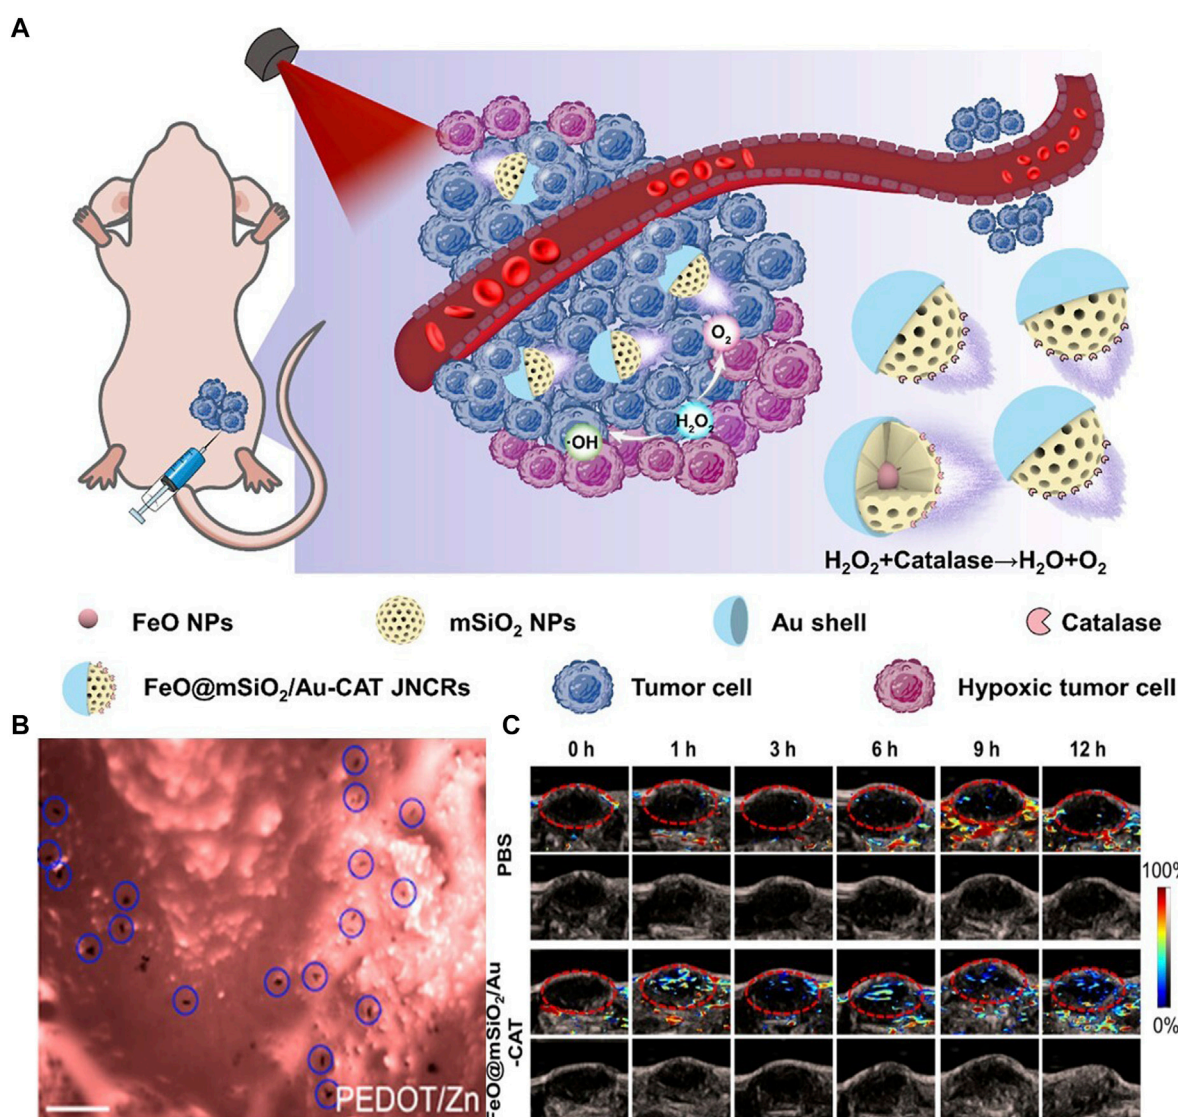 A
O₂
H₂O₂
·OH
H₂O₂+Catalase→H₂O+O₂
FeO NPs
mSiO₂ NPs
Au shell
Catalase
FeO@mSiO₂/Au-CAT JNCRs
Tumor cell
Hypoxic tumor cell
B
PEDOT/Zn
C
0 h 1 h 3 h 6 h 9 h 12 h
PBS
FeO@mSiO₂/Au
-CAT
100%
0%